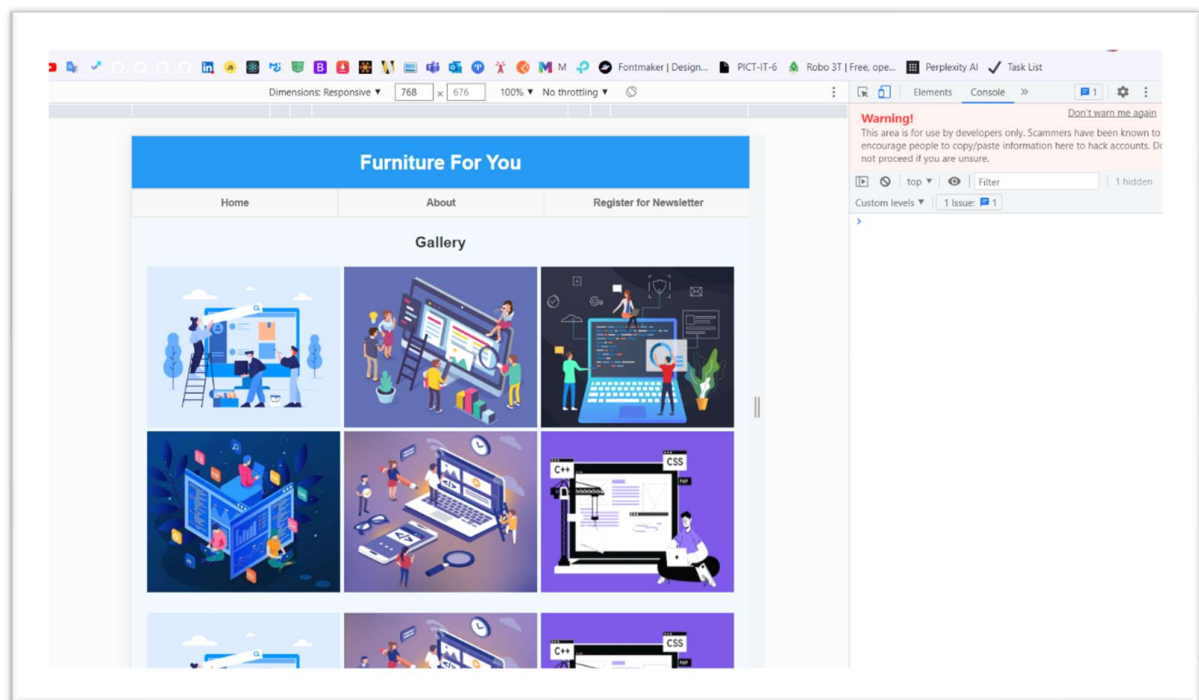 M
Fontmaker | Design...
PICT-IT-6
Robo 3T | Free, ope...
Perplexity AI
Task List
Dimensions: Responsive ▼ 768 x 676 100% ▼ No throttling ▼
Elements Console » 1
Warning!
Don't warn me again
This area is for use by developers only. Scammers have been known to
encourage people to copy/paste information here to hack accounts. Do
not proceed if you are unsure.
top ▼ Filter 1 hidden
Custom levels ▼ 1 Issue: 1
Furniture For You
Home About Register for Newsletter
Gallery
C++ CSS
C++ CSS